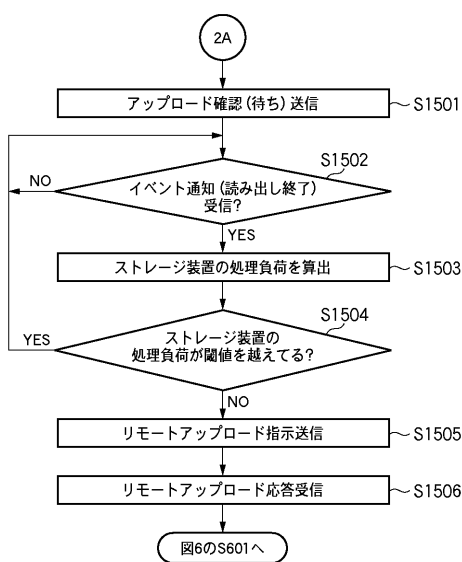 2A
アップロード確認(待ち)送信
S1501
S1502
イベント通知(読み出し終了)
受信?
NO
YES
ストレージ装置の処理負荷を算出
S1503
S1504
ストレージ装置の
処理負荷が閾値を越えてる?
YES
NO
リモートアップロード指示送信
S1505
リモートアップロード応答受信
S1506
図6のS601へ